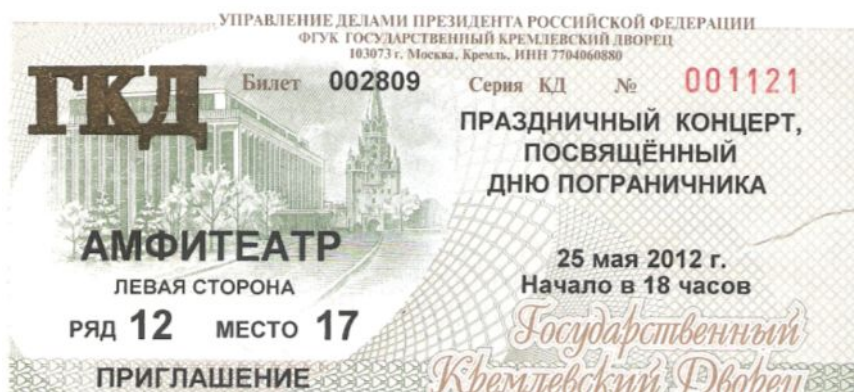 УПРАВЛЕНИЕ ДЕЛАМИ ПРЕЗИДЕНТА РОССИЙСКОЙ ФЕДЕРАЦИИ
ФГУК ГОСУДАРСТВЕННЫЙ КРЕМЛЕВСКИЙ ДВОРЕЦ
103073 г. Москва, Кремль, ИНН 7704060880
ГКД
Билет 002809
Серия КД № 001121
ПРАЗДНИЧНЫЙ КОНЦЕРТ,
ПОСВЯЩЁННЫЙ
ДНЮ ПОГРАНИЧНИКА
АМФИТЕАТР
ЛЕВАЯ СТОРОНА
РЯД 12 МЕСТО 17
ПРИГЛАШЕНИЕ
25 мая 2012 г.
Начало в 18 часов
Государственный
Кремлевский Дворец